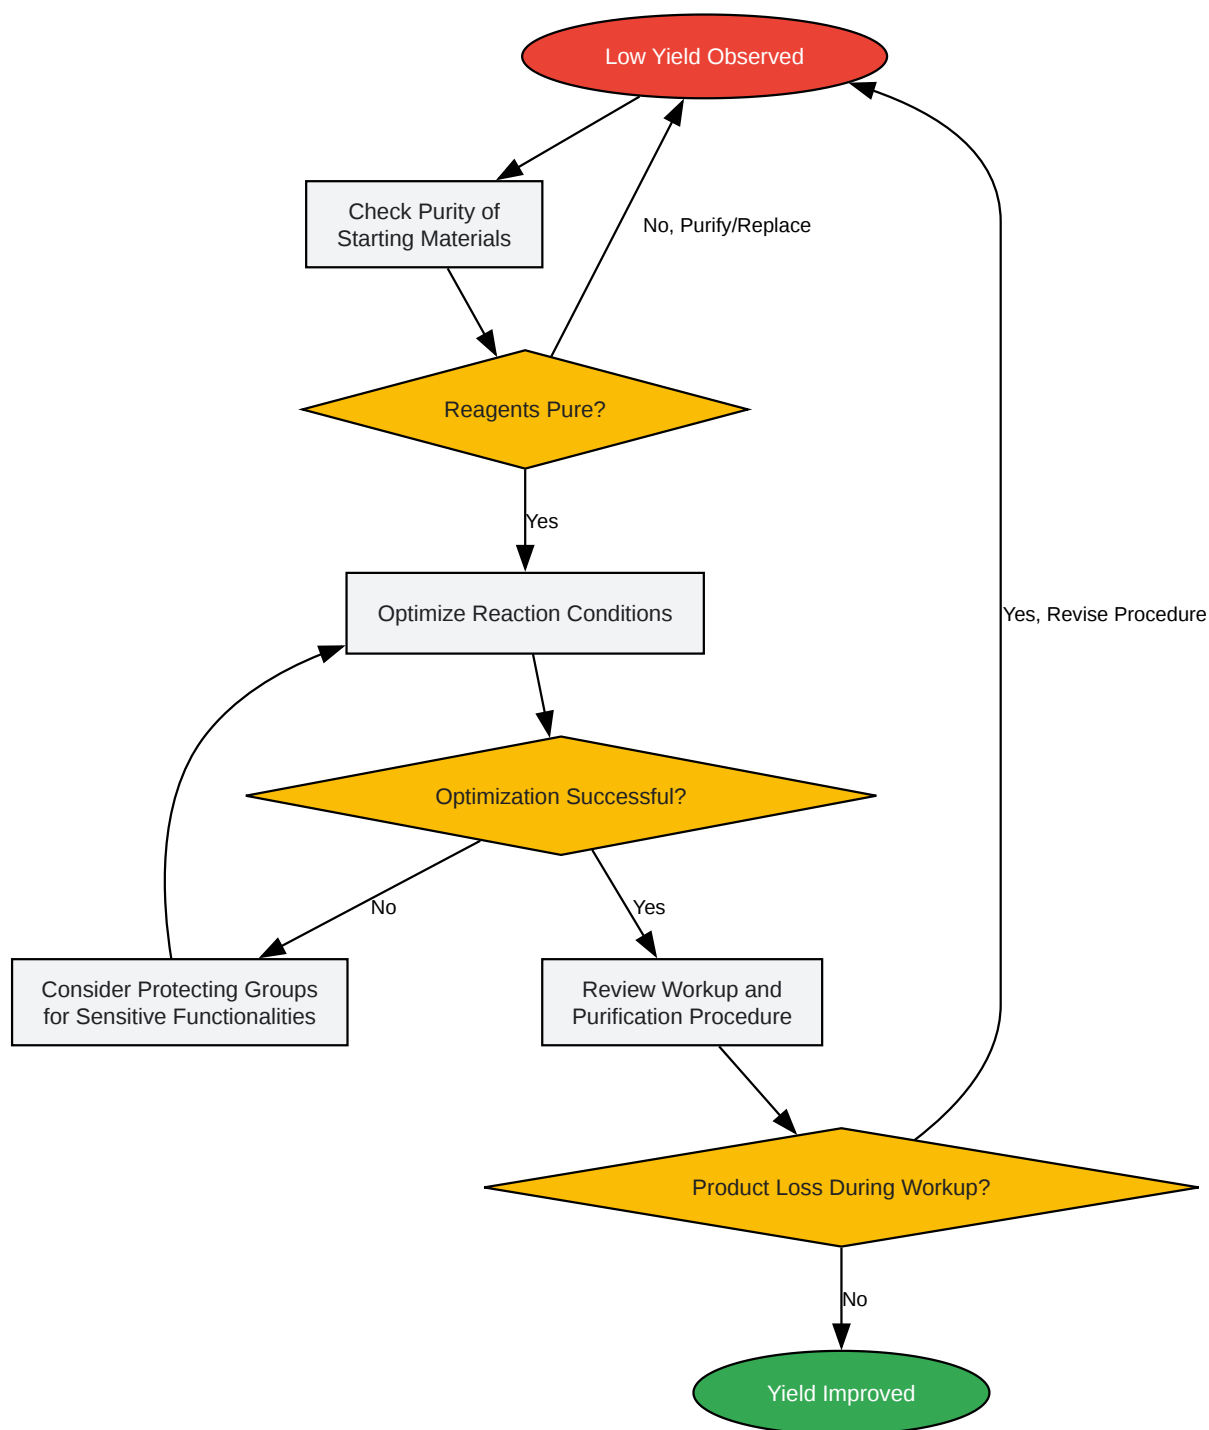 Low Yield Observed
Check Purity of
Starting Materials
No, Purify/Replace
Reagents Pure?
Yes
Optimize Reaction Conditions
Yes, Revise Procedure
Optimization Successful?
No
Yes
Consider Protecting Groups
for Sensitive Functionalities
Review Workup and
Purification Procedure
Product Loss During Workup?
No
Yield Improved